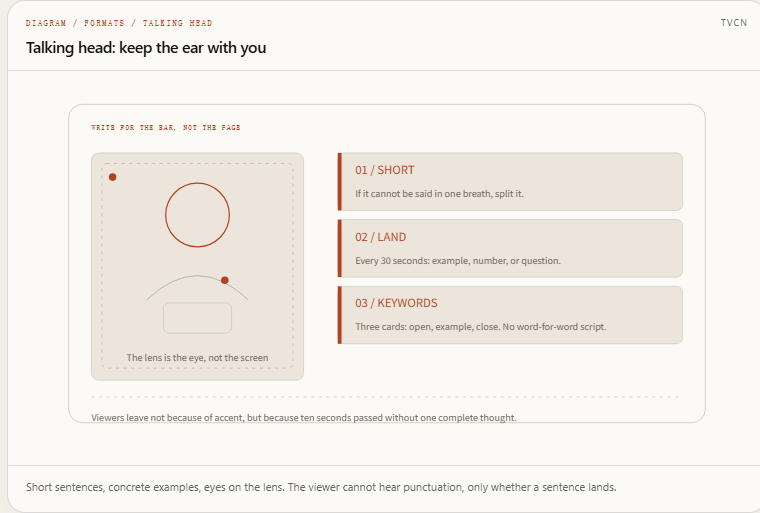 DIAGRAM / FORMATS / TALKING HEAD
TVCN
Talking head: keep the ear with you
WRITE FOR THE EAR, NOT THE PAGE
The lens is the eye, not the screen
01 / SHORT
If it cannot be said in one breath, split it.
02 / LAND
Every 30 seconds: example, number, or question.
03 / KEYWORDS
Three cards: open, example, close. No word-for-word script.
Viewers leave not because of accent, but because ten seconds passed without one complete thought.
Short sentences, concrete examples, eyes on the lens. The viewer cannot hear punctuation, only whether a sentence lands.